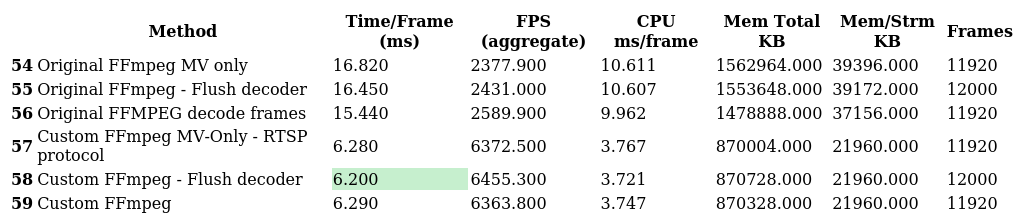 Method Time/Frame (ms) FPS (aggregate) CPU ms/frame Mem Total KB Mem/Strm KB Frames
54 Original FFmpeg MV only 16.820 2377.900 10.611 1562964.000 39396.000 11920
55 Original FFmpeg - Flush decoder 16.450 2431.000 10.607 1553648.000 39172.000 12000
56 Original FFMPEG decode frames 15.440 2589.900 9.962 1478888.000 37156.000 11920
57 Custom FFmpeg MV-Only - RTSP protocol 6.280 6372.500 3.767 870004.000 21960.000 11920
58 Custom FFmpeg - Flush decoder 6.200 6455.300 3.721 870728.000 21960.000 12000
59 Custom FFmpeg 6.290 6363.800 3.747 870328.000 21960.000 11920